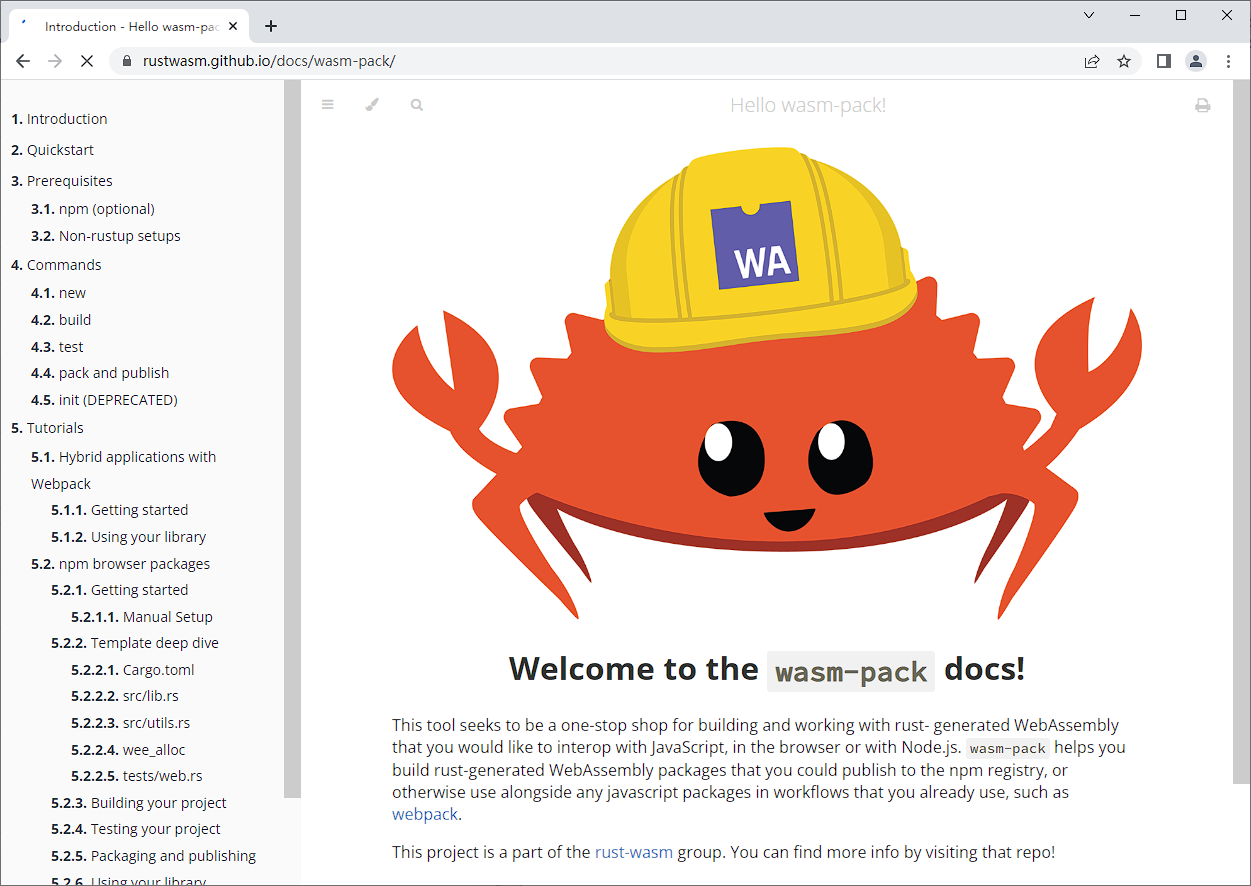 Introduction - Hello wasm-pac
rustwasm.github.io/docs/wasm-pack/
1. Introduction
2. Quickstart
3. Prerequisites
3.1. npm (optional)
3.2. Non-rustup setups
4. Commands
4.1. new
4.2. build
4.3. test
4.4. pack and publish
4.5. init (DEPRECATED)
5. Tutorials
5.1. Hybrid applications with
Webpack
5.1.1. Getting started
5.1.2. Using your library
5.2. npm browser packages
5.2.1. Getting started
5.2.1.1. Manual Setup
5.2.2. Template deep dive
5.2.2.1. Cargo.toml
5.2.2.2. src/lib.rs
5.2.2.3. src/utils.rs
5.2.2.4. wee_alloc
5.2.2.5. tests/web.rs
5.2.3. Building your project
5.2.4. Testing your project
5.2.5. Packaging and publishing
5.2.6. Using your library
Hello wasm-pack!
WA
Welcome to the wasm-pack docs!
This tool seeks to be a one-stop shop for building and working with rust- generated WebAssembly
that you would like to interop with JavaScript, in the browser or with Node.js. wasm-pack helps you
build rust-generated WebAssembly packages that you could publish to the npm registry, or
otherwise use alongside any javascript packages in workflows that you already use, such as
webpack.
This project is a part of the rust-wasm group. You can find more info by visiting that repo!